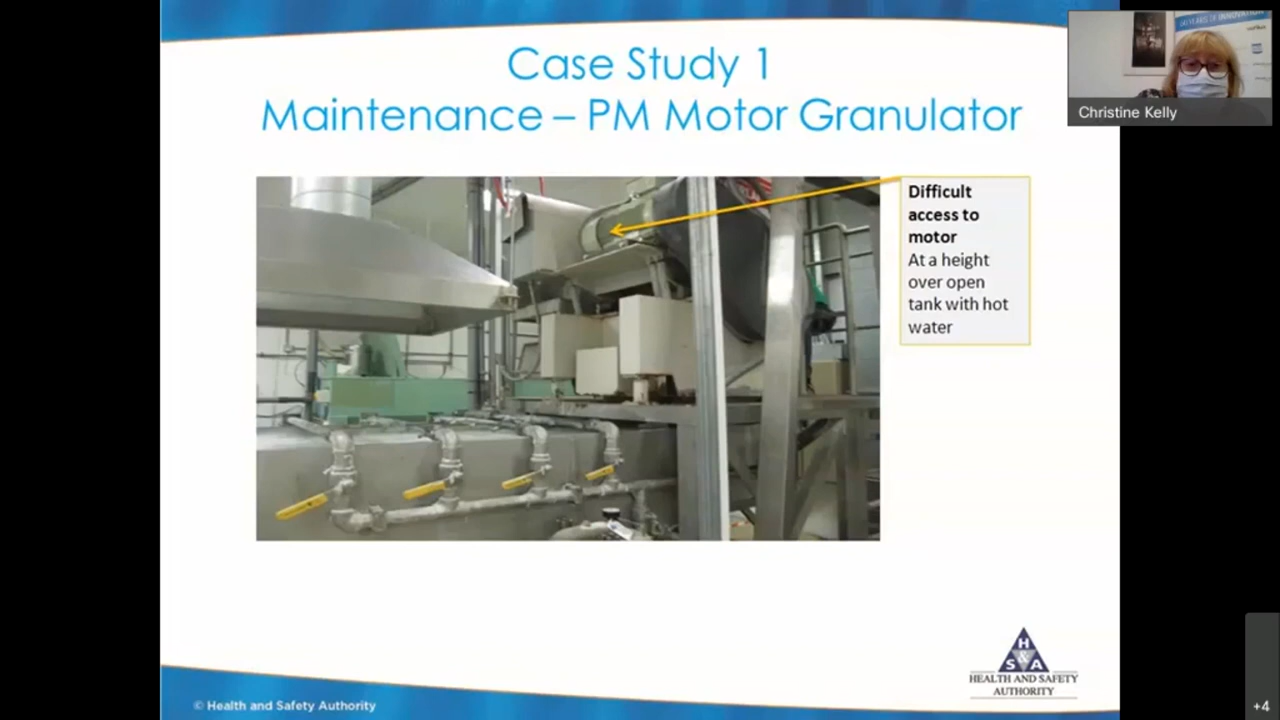 Case Study 1
Maintenance – PM Motor Granulator
Christine Kelly
Difficult
access to
motor
At a height
over open
tank with hot
water
H
&
S A
HEALTH AND SAFETY
AUTHORITY
© Health and Safety Authority
+4